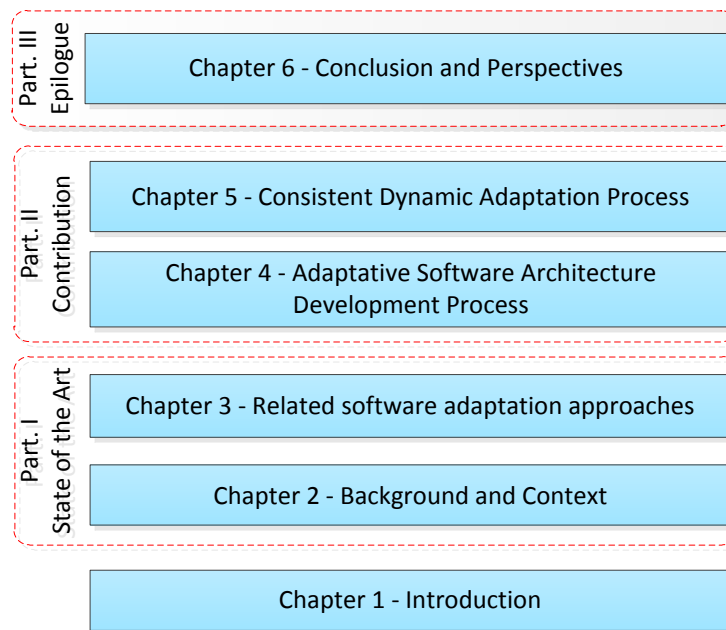 Part. III
Epilogue
Chapter 6 - Conclusion and Perspectives
Part. II
Contribution
Chapter 5 - Consistent Dynamic Adaptation Process
Chapter 4 - Adaptative Software Architecture
Development Process
Part. I
State of the Art
Chapter 3 - Related software adaptation approaches
Chapter 2 - Background and Context
Chapter 1 - Introduction